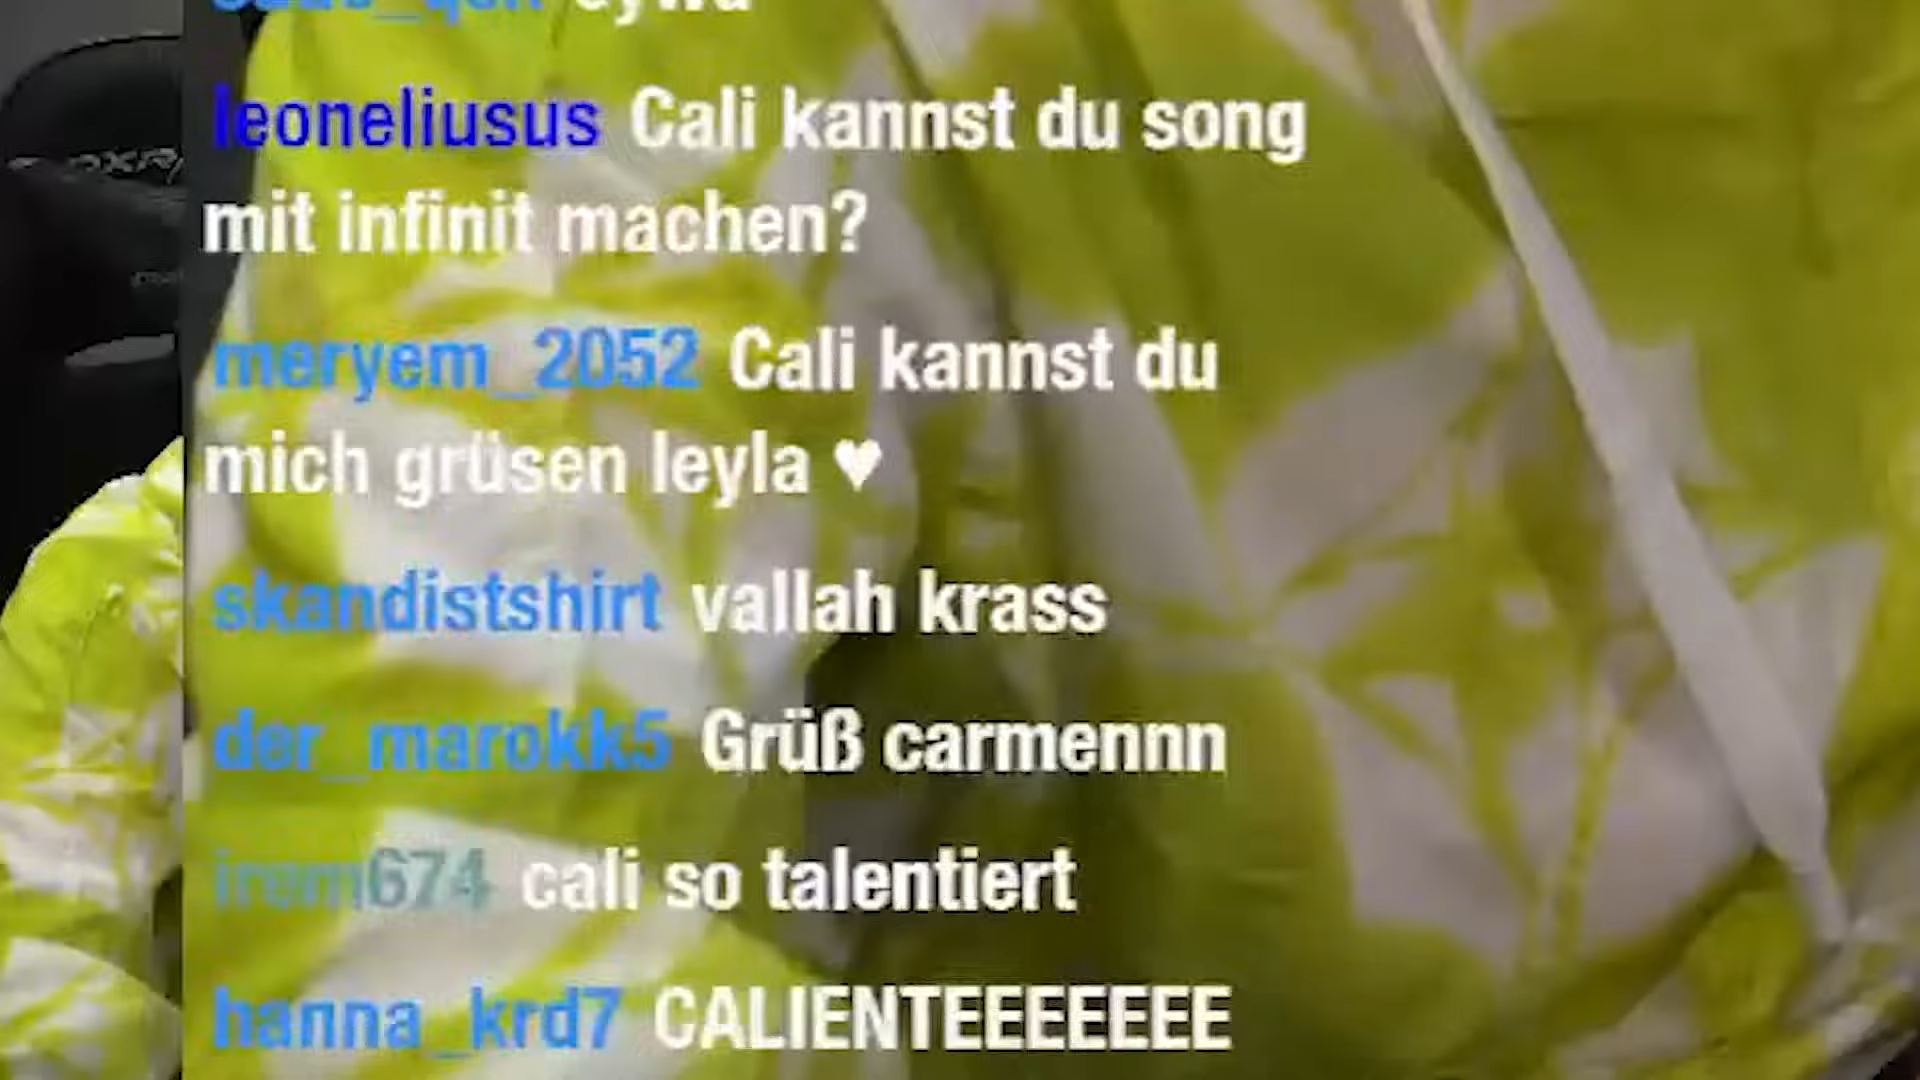 leoneliusus Cali kannst du song
mit infinit machen?
meryem_2052 Cali kannst du
mich grüsen leyla ♥
skandistshirt vallah krass
der_marokk5 Grüß carmennn
irem674 cali so talentiert
hanna_krd7 CALIENTEEEEEEE